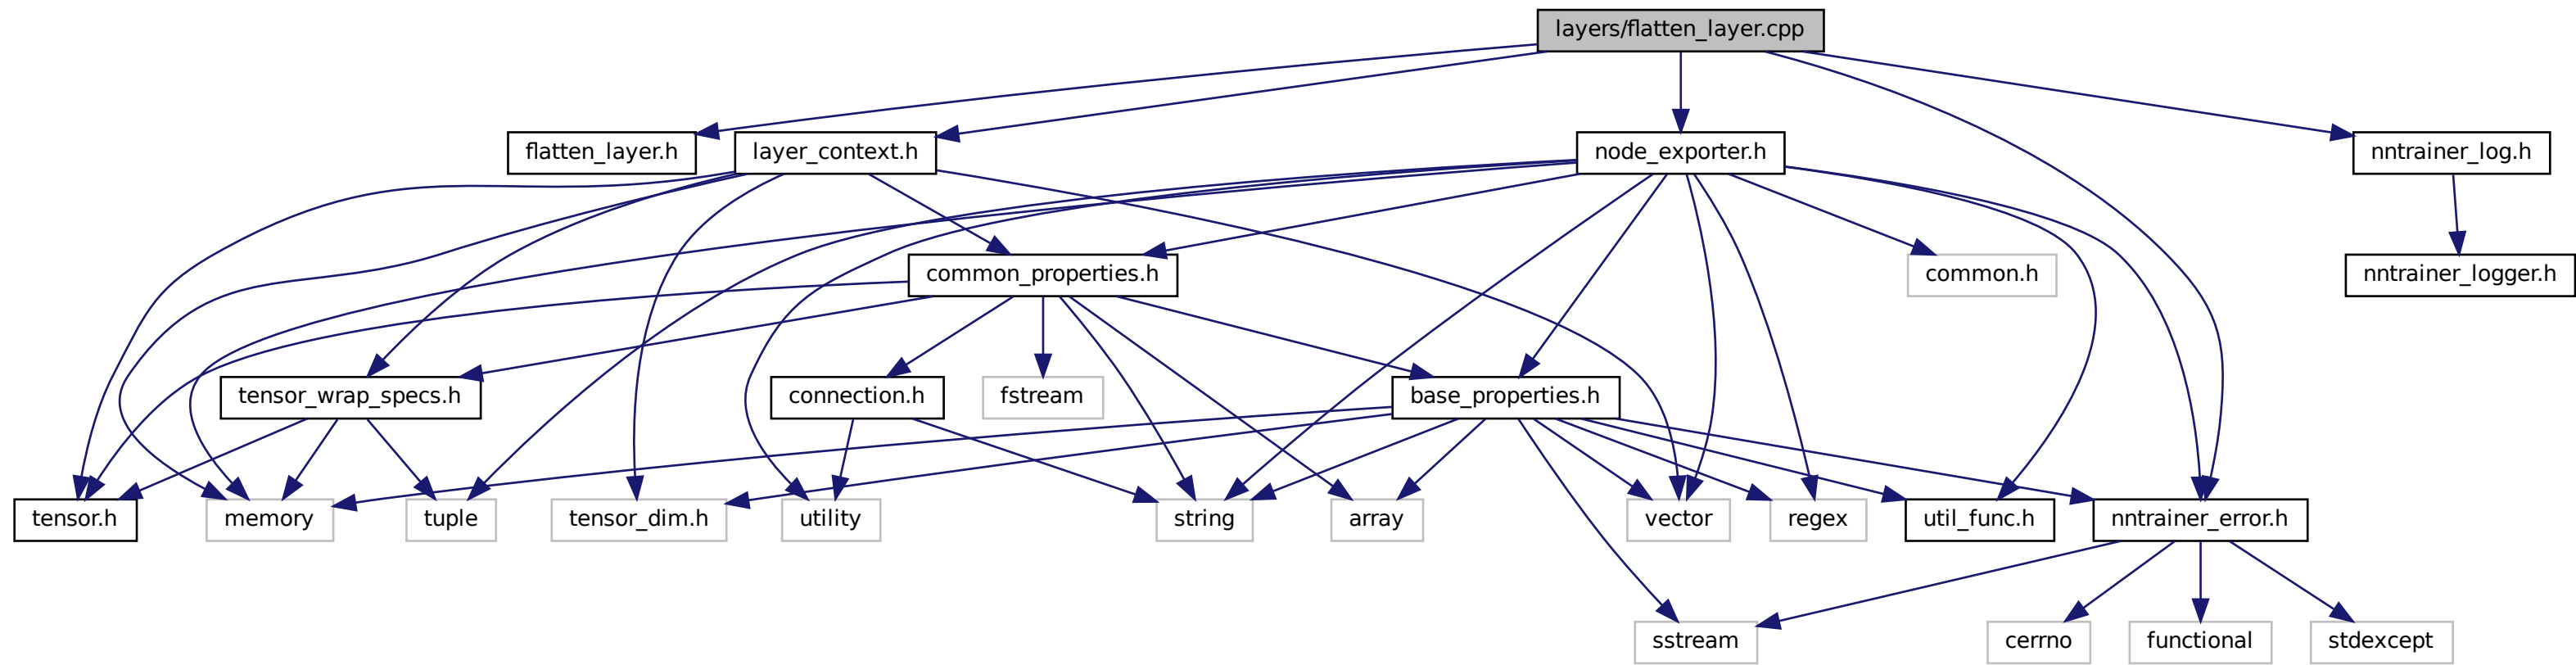 layers/flatten_layer.cpp
flatten_layer.h
layer_context.h
node_exporter.h
nntrainer_log.h
common_properties.h
common.h
nntrainer_logger.h
tensor_wrap_specs.h
connection.h
fstream
base_properties.h
tensor.h
memory
tuple
tensor_dim.h
utility
string
array
vector
regex
util_func.h
nntrainer_error.h
sstream
cerrno
functional
stdexcept